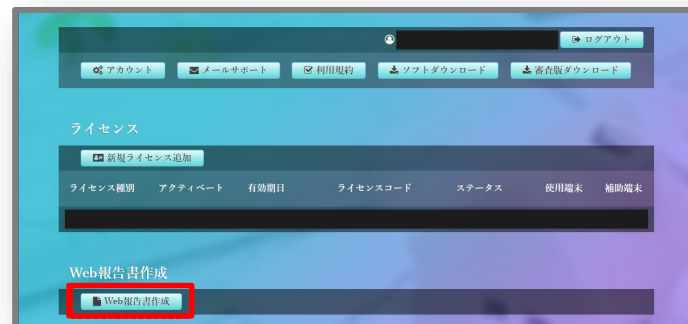 ログアウト
アカウント メールサポート 利用規約 ソフトダウンロード 審査版ダウンロード
ライセンス
新規ライセンス追加
ライセンス種別 アクティベート 有効期日 ライセンスコード ステータス 使用端末 補助端末
Web報告書作成
Web報告書作成